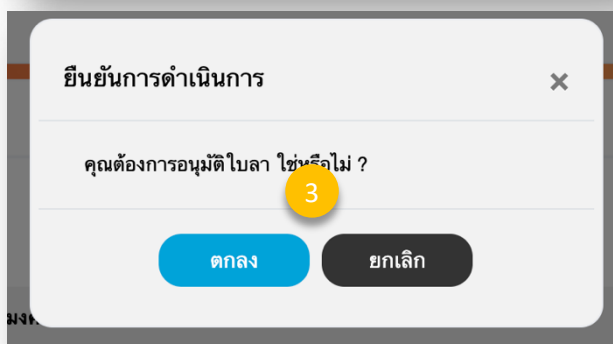 ยืนยันการดำเนินการ ×
คุณต้องการอนุมัติใบลา ใช่หรือไม่ ?
3
ตกลง ยกเลิก